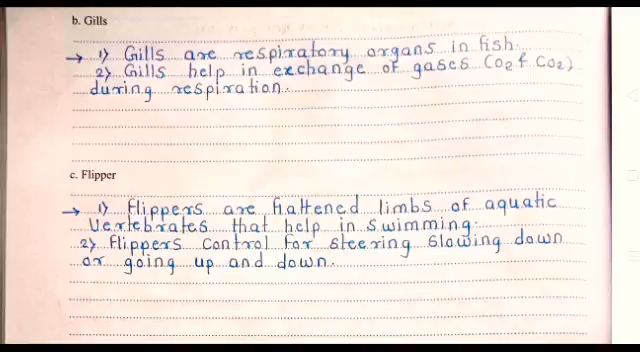 b. Gills
→ 1) Gills are respiratory organs in fish.
2) Gills help in exchange of gases (O2 & CO2)
during respiration.
c. Flipper
→ 1) Flippers are flattened limbs of aquatic
Vertebrates that help in swimming.
2) Flippers Control for steering slowing down
or going up and down.